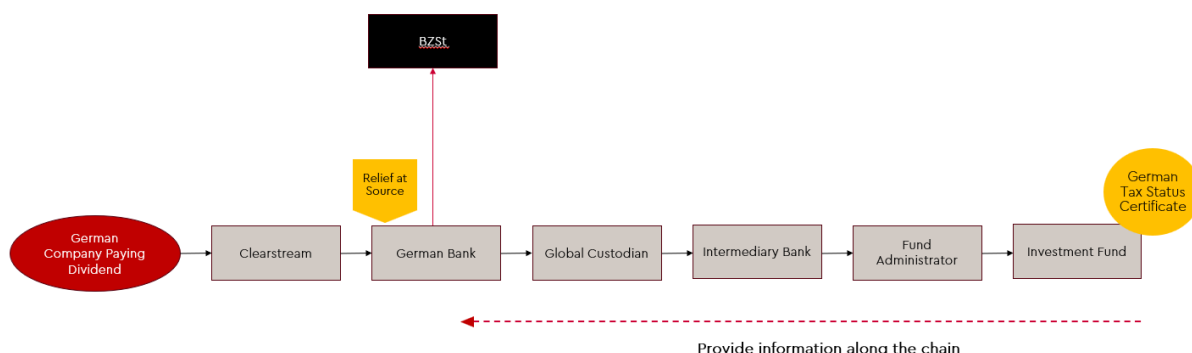 BZSt
Relief at
Source
German
Tax Status
Certificate
German
Company Paying
Dividend
Clearstream
German Bank
Global Custodian
Intermediary Bank
Fund
Administrator
Investment Fund
Provide information along the chain